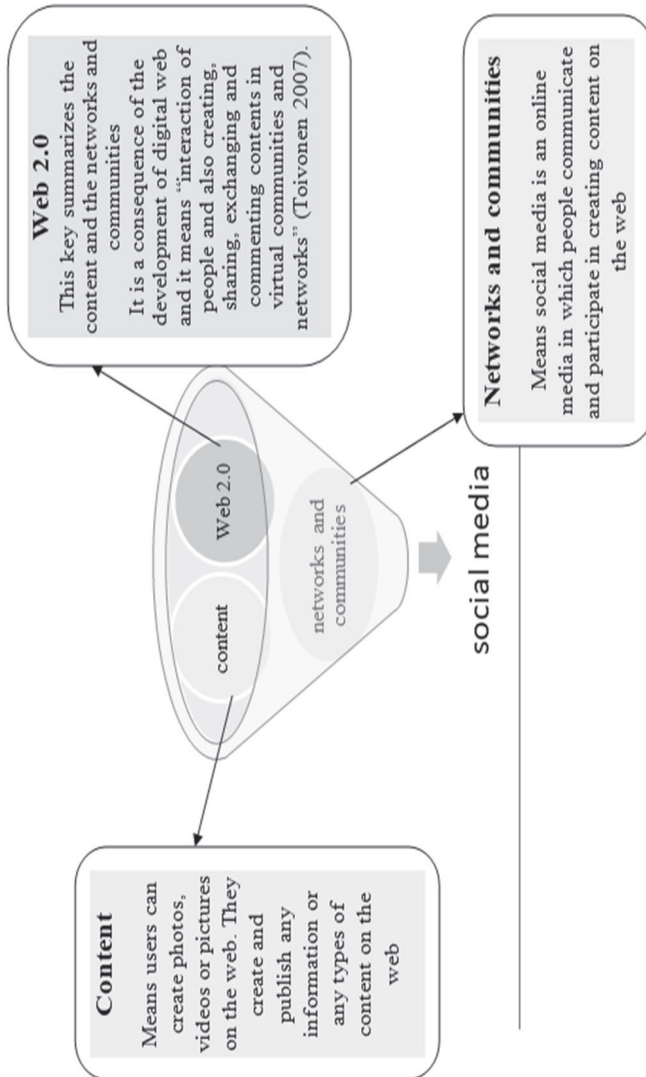 Content
Means users can
create photos,
videos or pictures
on the web. They
create and
publish any
information or
any types of
content on the
web
content
Web 2.0
networks and
communities
social media
Web 2.0
This key summarizes the
content and the networks and
communities
It is a consequence of the
development of digital web
and it means “interaction of
people and also creating,
sharing, exchanging and
commenting contents in
virtual communities and
networks” (Toivonen 2007).
Networks and communities
Means social media is an online
media in which people communicate
and participate in creating content on
the web